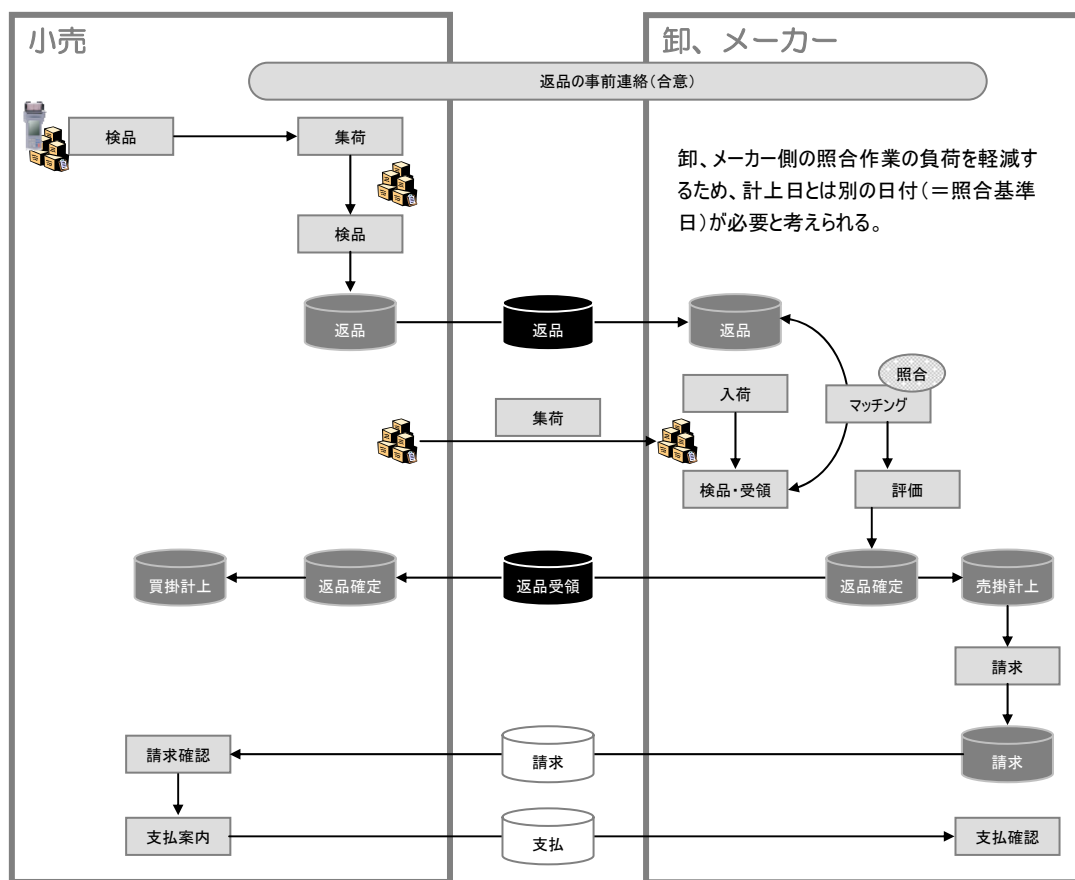 小売
卸、メーカー
返品の事前連絡(合意)
検品
集荷
卸、メーカー側の照合作業の負荷を軽減す
るため、計上日とは別の日付(=照合基準
日)が必要と考えられる。
検品
返品
返品
返品
照合
入荷
マッチング
集荷
検品・受領
評価
買掛計上
返品確定
返品受領
返品確定
売掛計上
請求
請求確認
請求
請求
支払案内
支払
支払確認